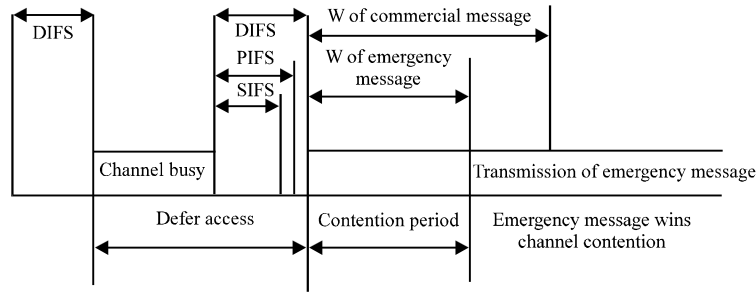 DIFS
DIFS
PIFS
SIFS
W of commercial message
W of emergency
message
Channel busy
Transmission of emergency message
Defer access
Contention period
Emergency message wins
channel contention